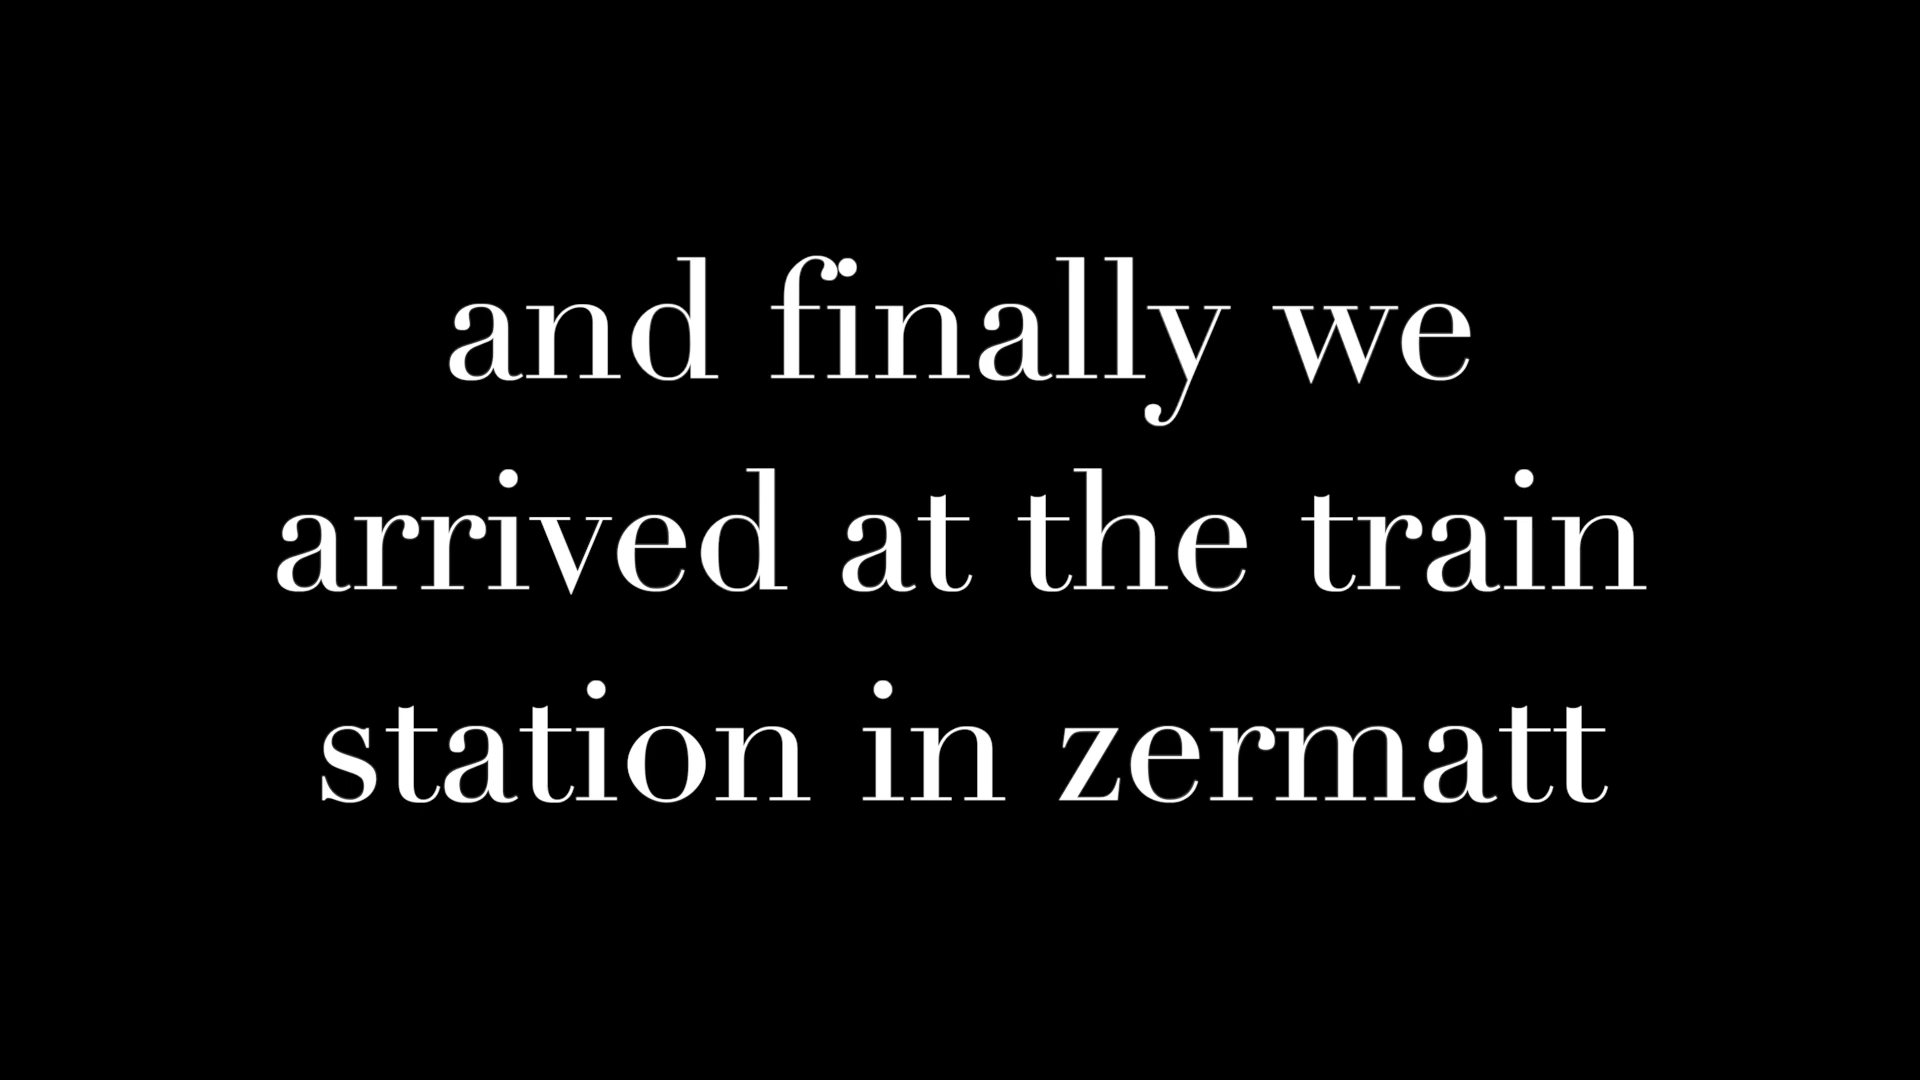 and finally we
arrived at the train
station in zermatt